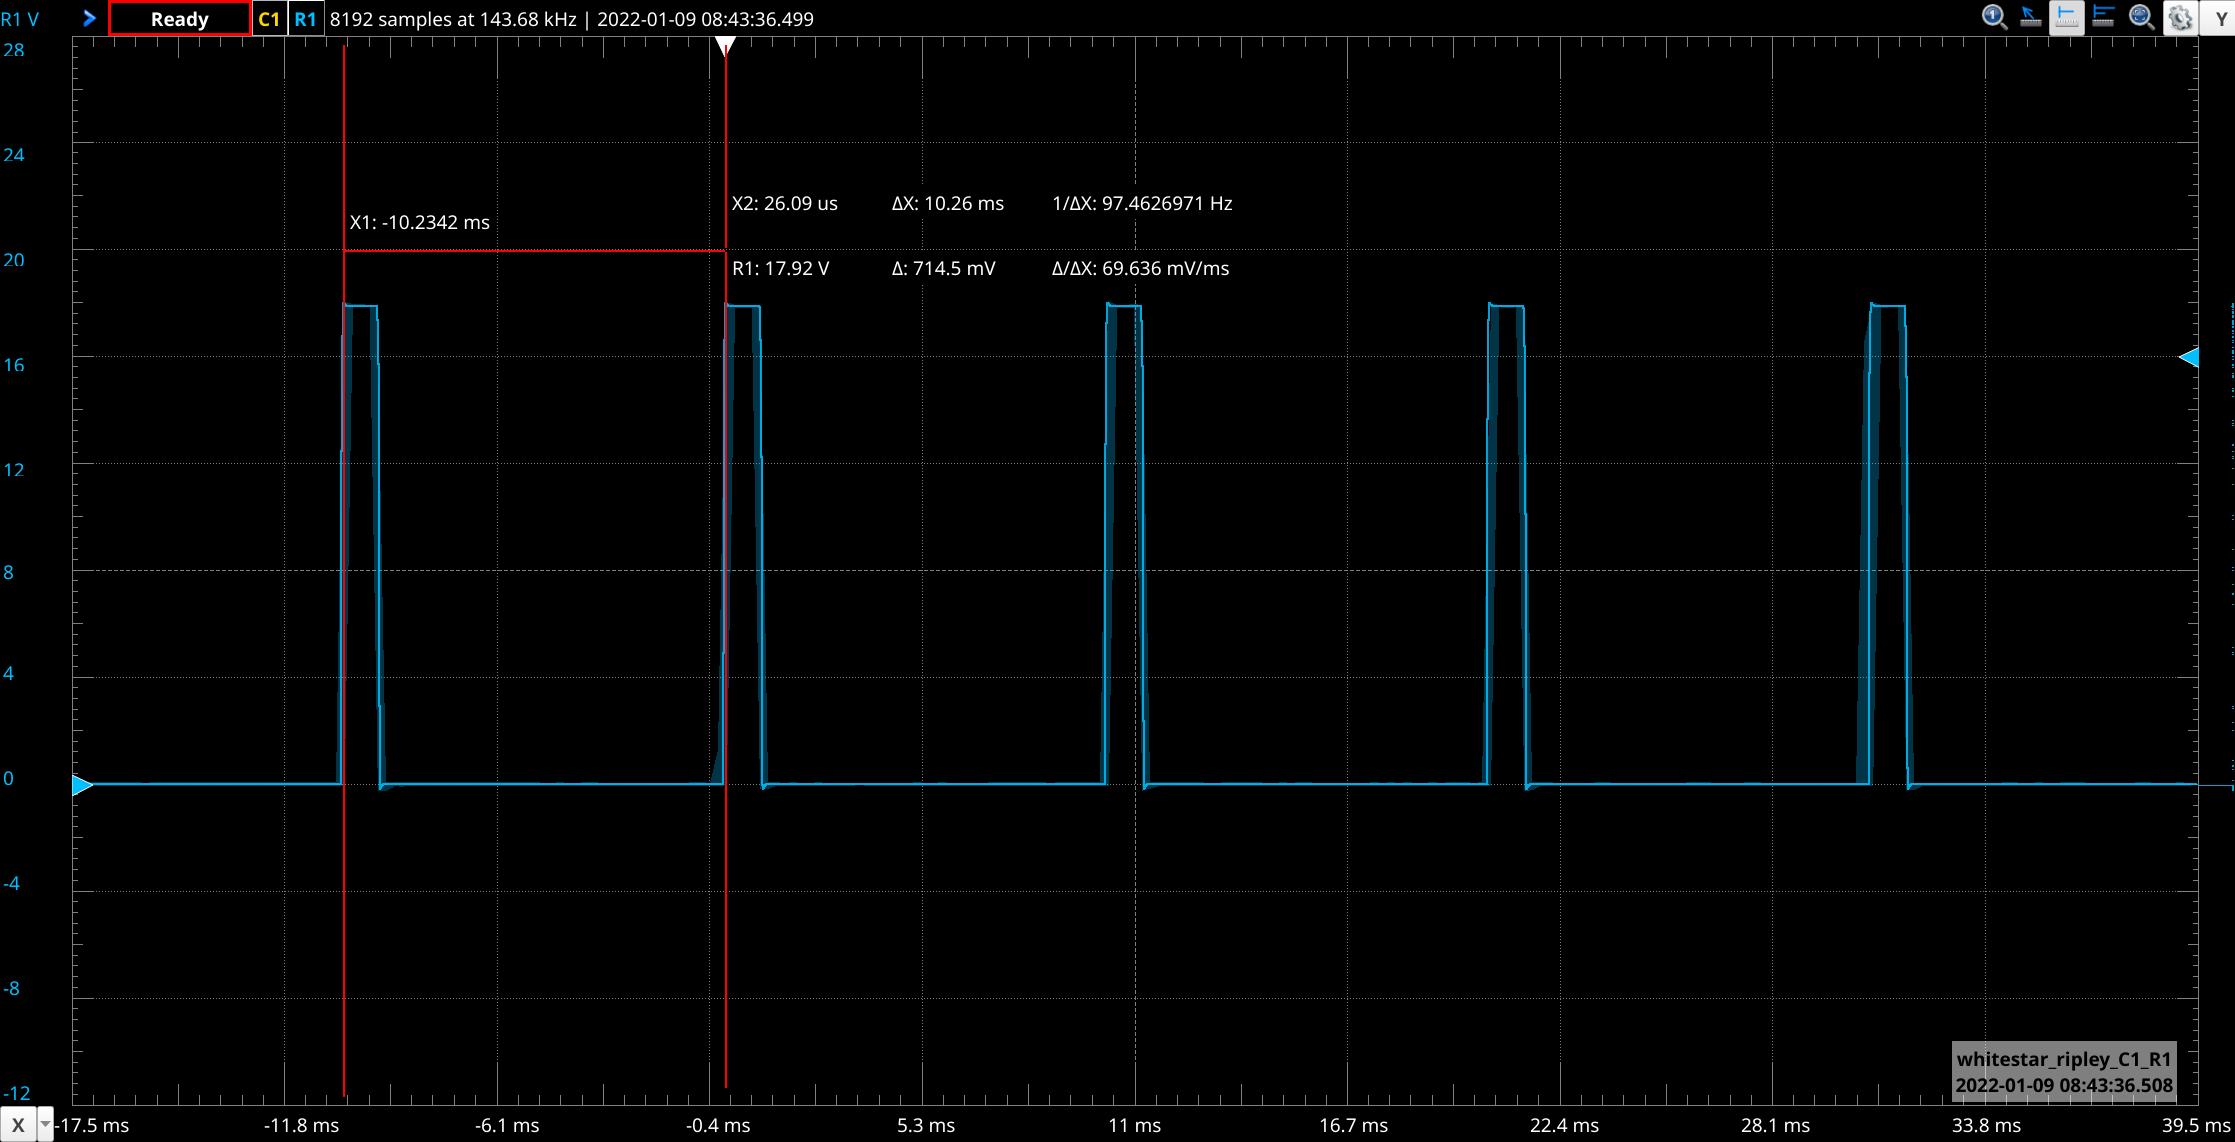 R1 V Ready C1 R1 8192 samples at 143.68 kHz | 2022-01-09 08:43:36.499 Y
28
24
X2: 26.09 us ΔX: 10.26 ms 1/ΔX: 97.4626971 Hz
X1: -10.2342 ms
20
R1: 17.92 V Δ: 714.5 mV Δ/ΔX: 69.636 mV/ms
16
12
8
4
0
-4
-8
whitestar_ripley_C1_R1
2022-01-09 08:43:36.508
-12
X -17.5 ms -11.8 ms -6.1 ms -0.4 ms 5.3 ms 11 ms 16.7 ms 22.4 ms 28.1 ms 33.8 ms 39.5 ms